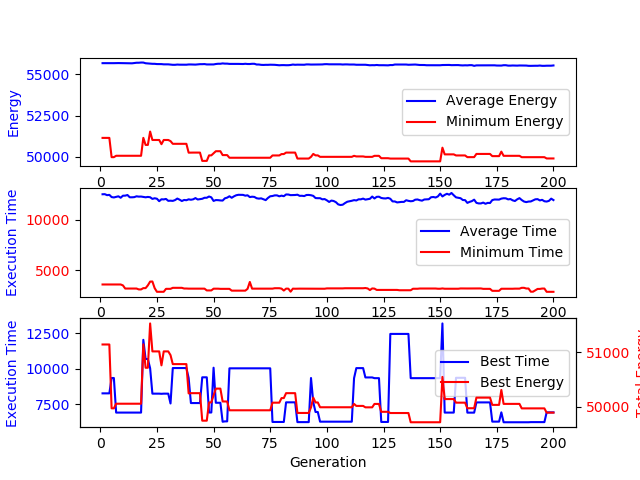 Energy
55000
52500
50000
Average Energy
Minimum Energy
0 25 50 75 100 125 150 175 200
Execution Time
10000
5000
Average Time
Minimum Time
0 25 50 75 100 125 150 175 200
Execution Time
12500
10000
7500
Best Time
Best Energy
51000
50000
Total Energy
0 25 50 75 100 125 150 175 200
Generation